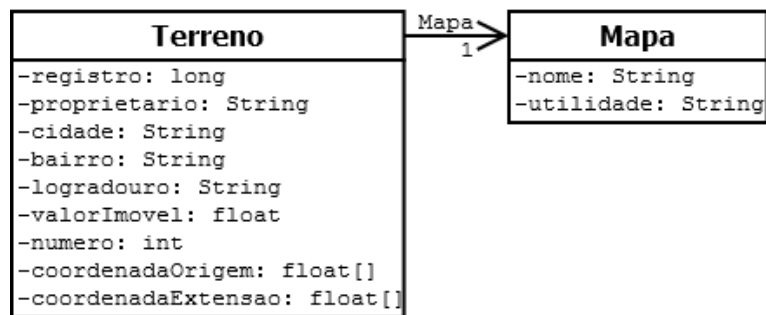 Terreno
-registro: long
-proprietario: String
-cidade: String
-bairro: String
-logradouro: String
-valorImovel: float
-numero: int
-coordenadaOrigem: float[]
-coordenadaExtensao: float[]
Mapa
1
Mapa
-nome: String
-utilidade: String